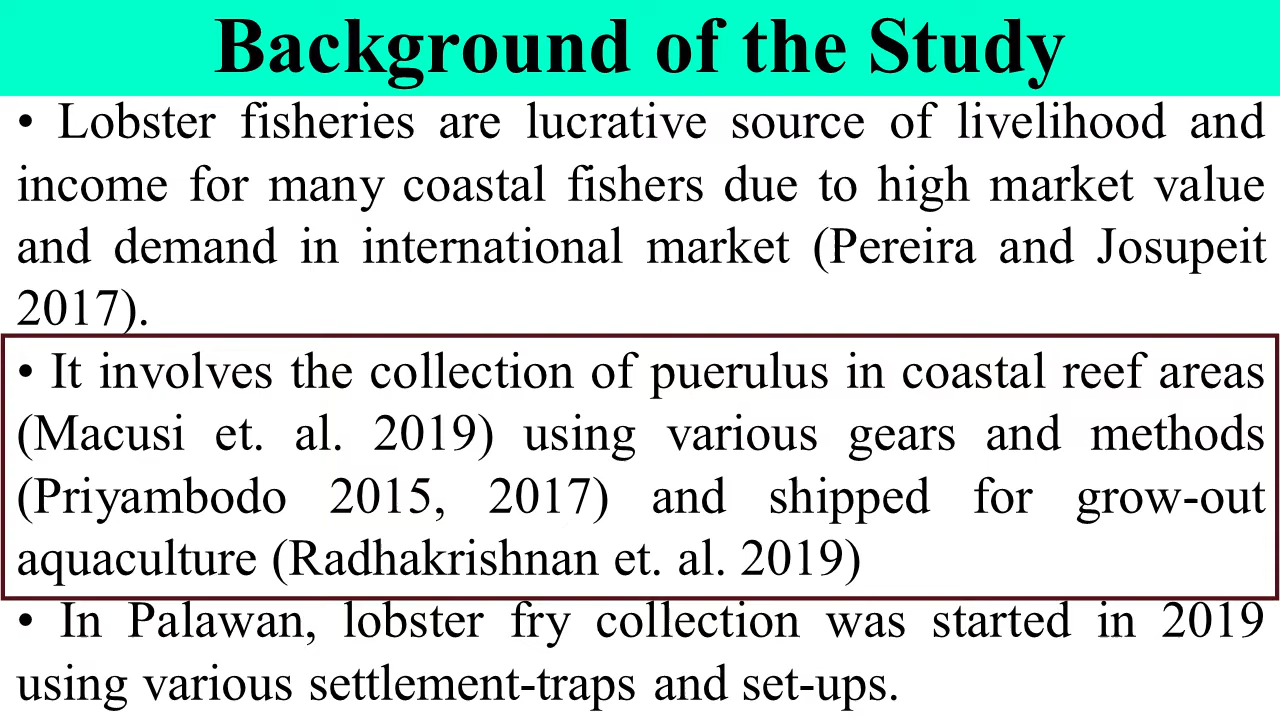 Background of the Study
• Lobster fisheries are lucrative source of livelihood and
income for many coastal fishers due to high market value
and demand in international market (Pereira and Josupeit
2017).
• It involves the collection of puerulus in coastal reef areas
(Macusi et. al. 2019) using various gears and methods
(Priyambodo 2015, 2017) and shipped for grow-out
aquaculture (Radhakrishnan et. al. 2019)
• In Palawan, lobster fry collection was started in 2019
using various settlement-traps and set-ups.